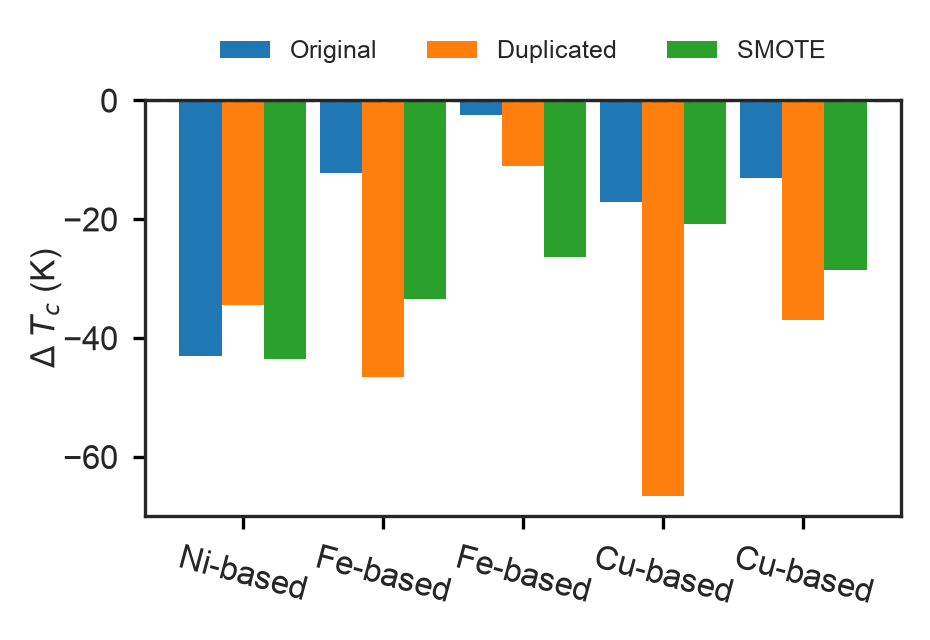 Original Duplicated SMOTE
0
−20
−40
−60
Δ T_c (K)
Ni-based Fe-based Fe-based Cu-based Cu-based